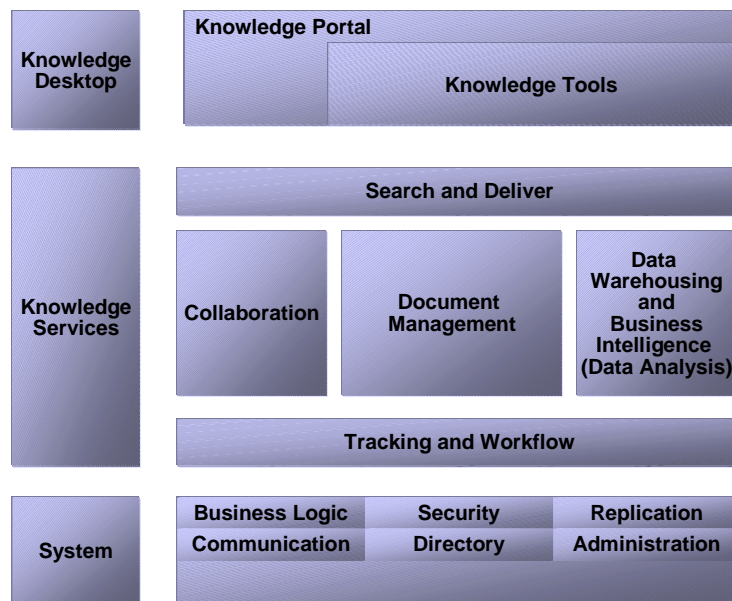 Knowledge
Desktop
Knowledge Portal
Knowledge Tools
Knowledge
Services
Search and Deliver
Collaboration
Document
Management
Data
Warehousing
and
Business
Intelligence
(Data Analysis)
Tracking and Workflow
System
Business Logic
Security
Replication
Communication
Directory
Administration